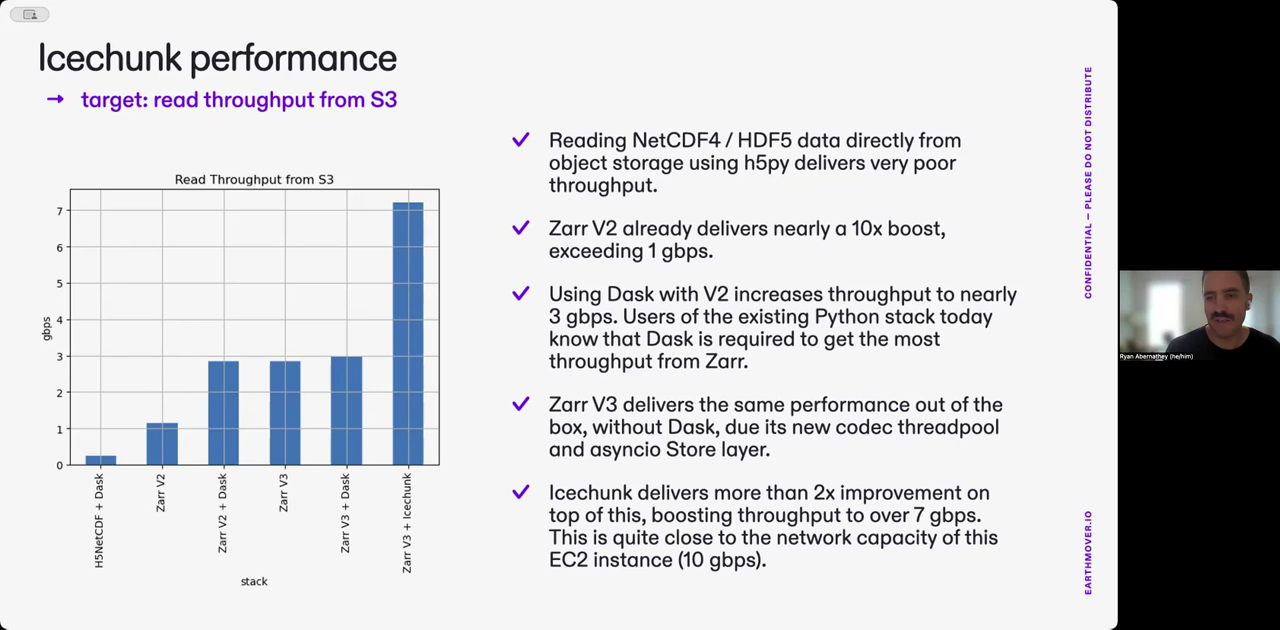 Icechunk performance
→ target: read throughput from S3
Read Throughput from S3
gbps
7
6
5
4
3
2
1
0
H5NetCDF + Dask
Zarr V2
Zarr V2 + Dask
Zarr V3
Zarr V3 + Dask
Zarr V3 + Icechunk
stack
Reading NetCDF4 / HDF5 data directly from
object storage using h5py delivers very poor
throughput.
Zarr V2 already delivers nearly a 10x boost,
exceeding 1 gbps.
Using Dask with V2 increases throughput to nearly
3 gbps. Users of the existing Python stack today
know that Dask is required to get the most
throughput from Zarr.
Zarr V3 delivers the same performance out of the
box, without Dask, due its new codec threadpool
and asyncio Store layer.
Icechunk delivers more than 2x improvement on
top of this, boosting throughput to over 7 gbps.
This is quite close to the network capacity of this
EC2 instance (10 gbps).
CONFIDENTIAL — PLEASE DO NOT DISTRIBUTE
EARTHMOVER.IO
Ryan Abernathey (he/him)